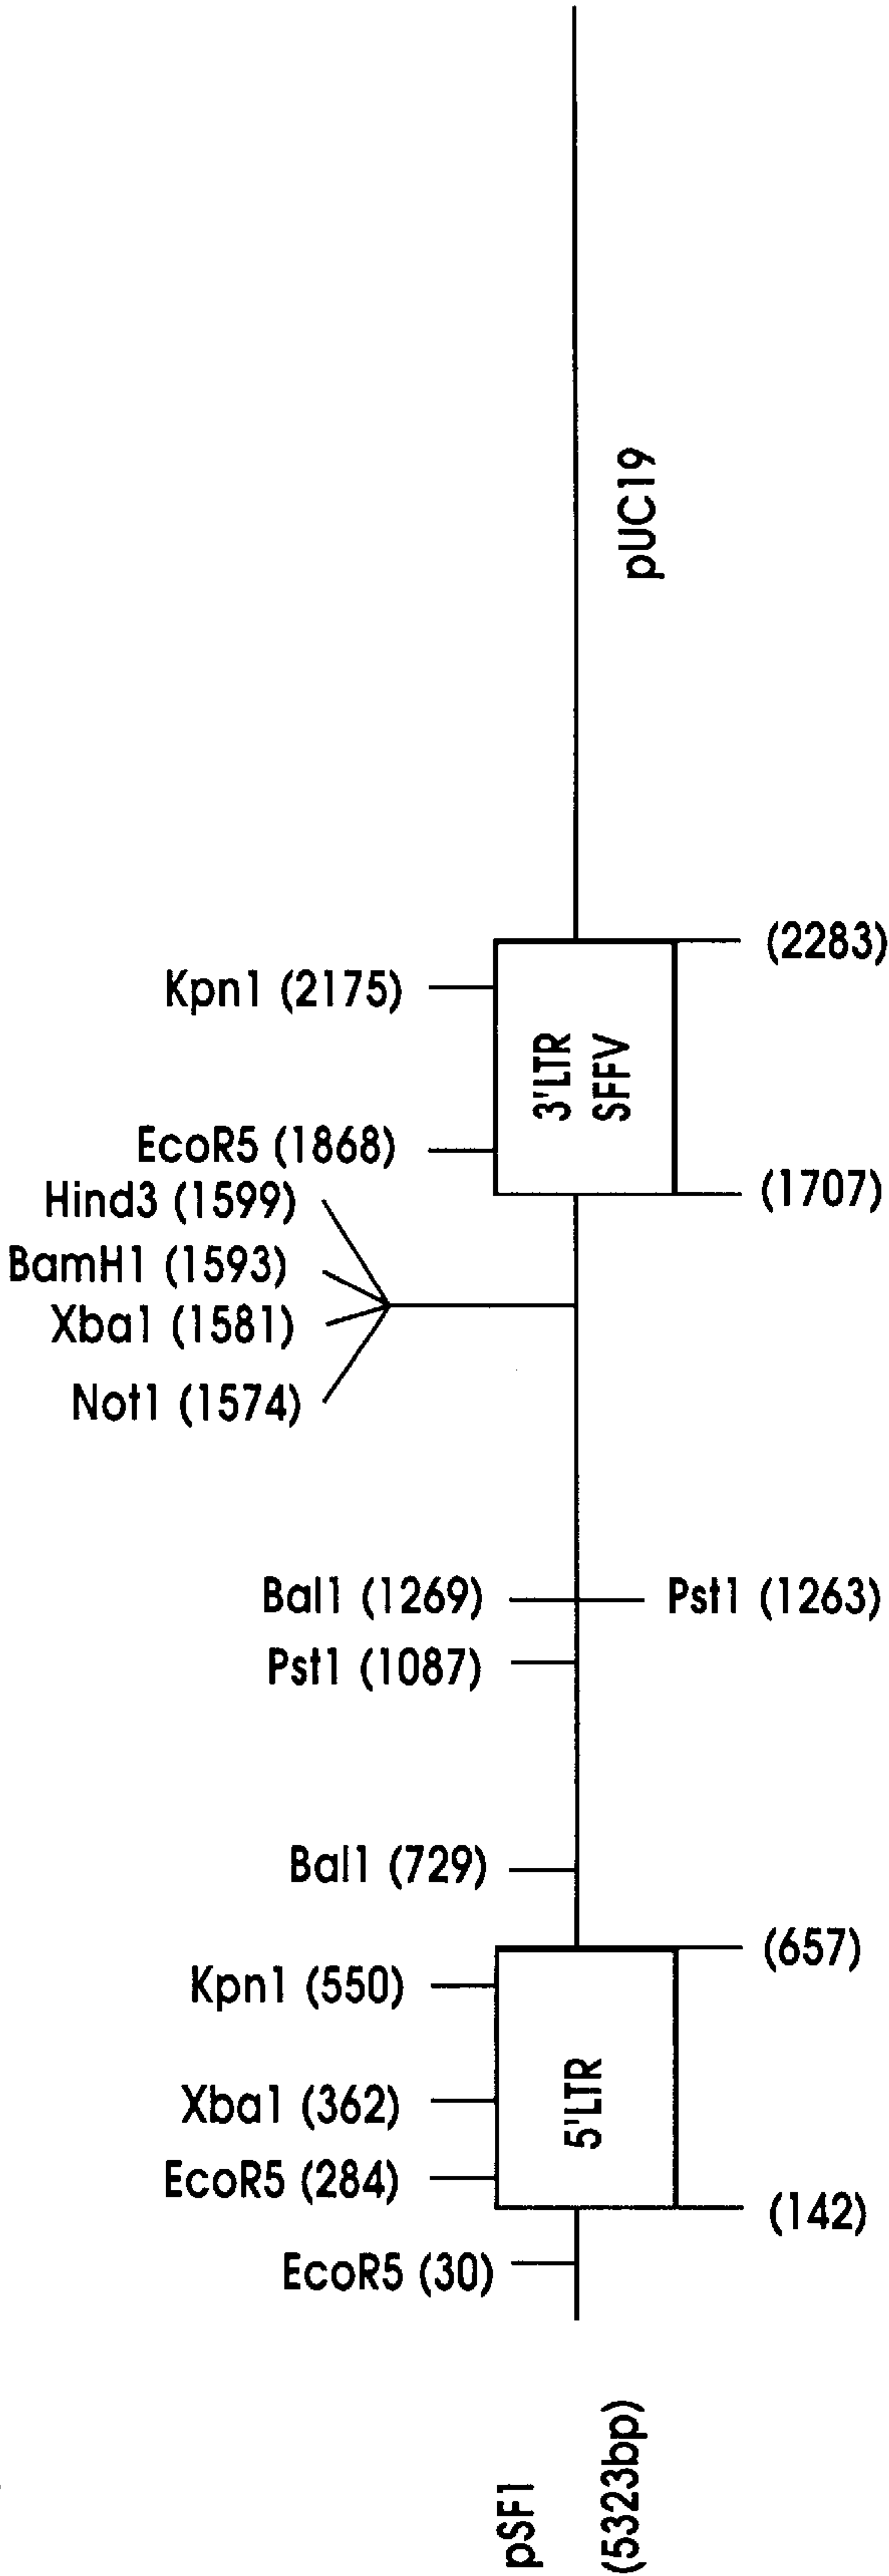 pUC19
(2283)
Kpn1 (2175)
3'LTR
SFFV
EcoR5 (1868)
(1707)
Hind3 (1599)
BamH1 (1593)
Xba1 (1581)
Not1 (1574)
Bal1 (1269)
Pst1 (1263)
Pst1 (1087)
Bal1 (729)
(657)
Kpn1 (550)
5'LTR
Xba1 (362)
EcoR5 (284)
(142)
EcoR5 (30)
pSF1
(5323bp)